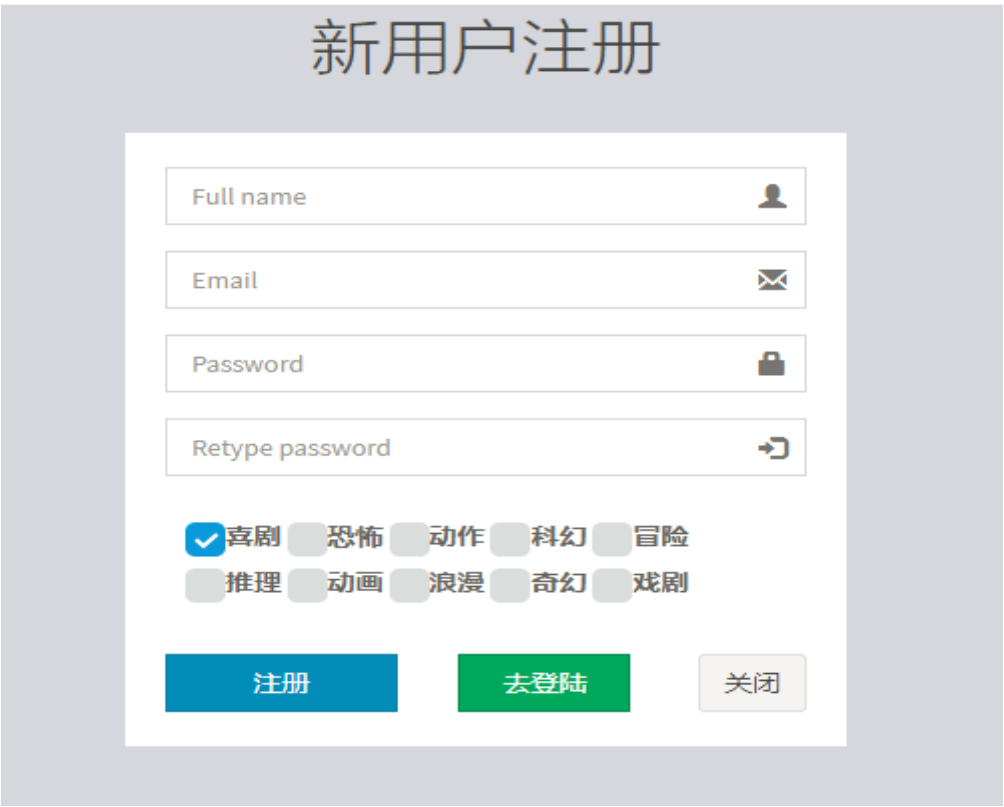 新用户注册
Full name
Email
Password
Retype password
喜剧 恐怖 动作 科幻 冒险
推理 动画 浪漫 奇幻 戏剧
注册 去登陆 关闭